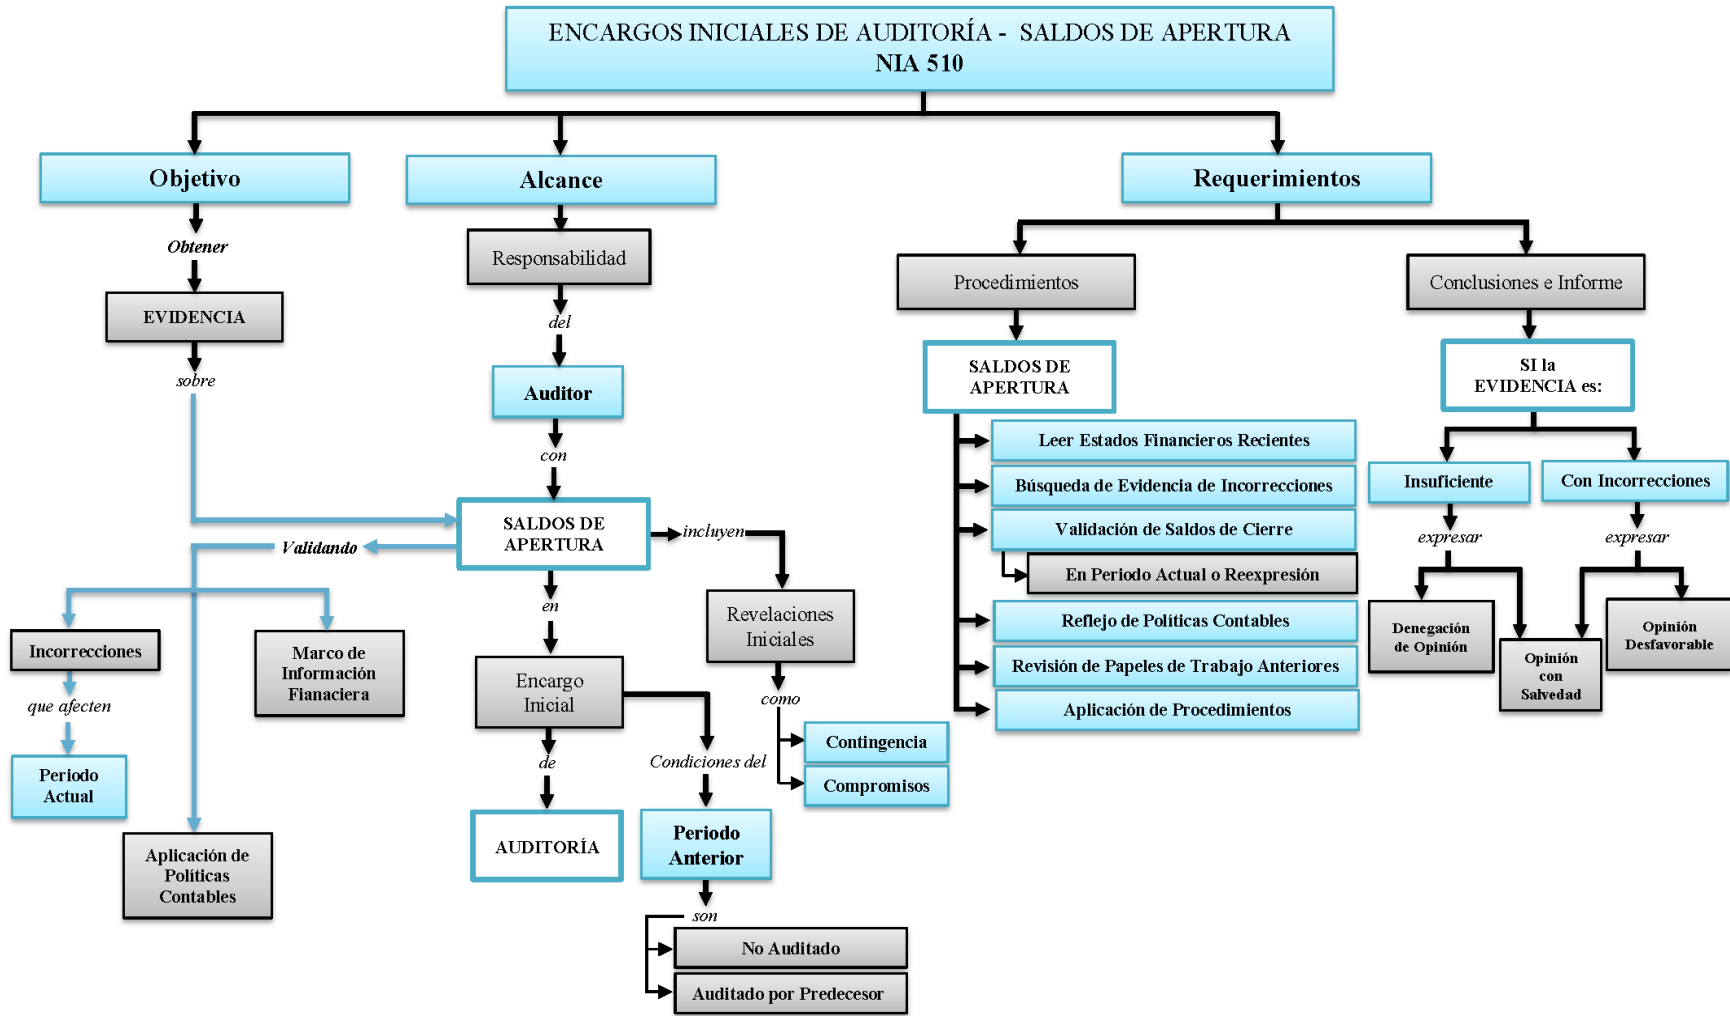 ENCARGOS INICIALES DE AUDITORÍA - SALDOS DE APERTURA
NIA 510
Objetivo
Obtener
EVIDENCIA
sobre
Validando
Incorrecciones
que afecten
Periodo
Actual
Aplicación de
Políticas
Contables
Marco de
Información
Fianaciera
Alcance
Responsabilidad
del
Auditor
con
SALDOS DE
APERTURA
en
Encargo
Inicial
de
AUDITORÍA
incluyen
Revelaciones
Iniciales
como
Contingencia
Compromisos
Condiciones del
Periodo
Anterior
son
No Auditado
Auditado por Predecesor
Requerimientos
Procedimientos
SALDOS DE
APERTURA
Leer Estados Financieros Recientes
Búsqueda de Evidencia de Incorrecciones
Validación de Saldos de Cierre
En Periodo Actual o Reexpresión
Reflejo de Políticas Contables
Revisión de Papeles de Trabajo Anteriores
Aplicación de Procedimientos
Conclusiones e Informe
SI la
EVIDENCIA es:
Insuficiente
expresar
Denegación
de Opinión
Opinión
con
Salvedad
Con Incorrecciones
expresar
Opinión
Desfavorable